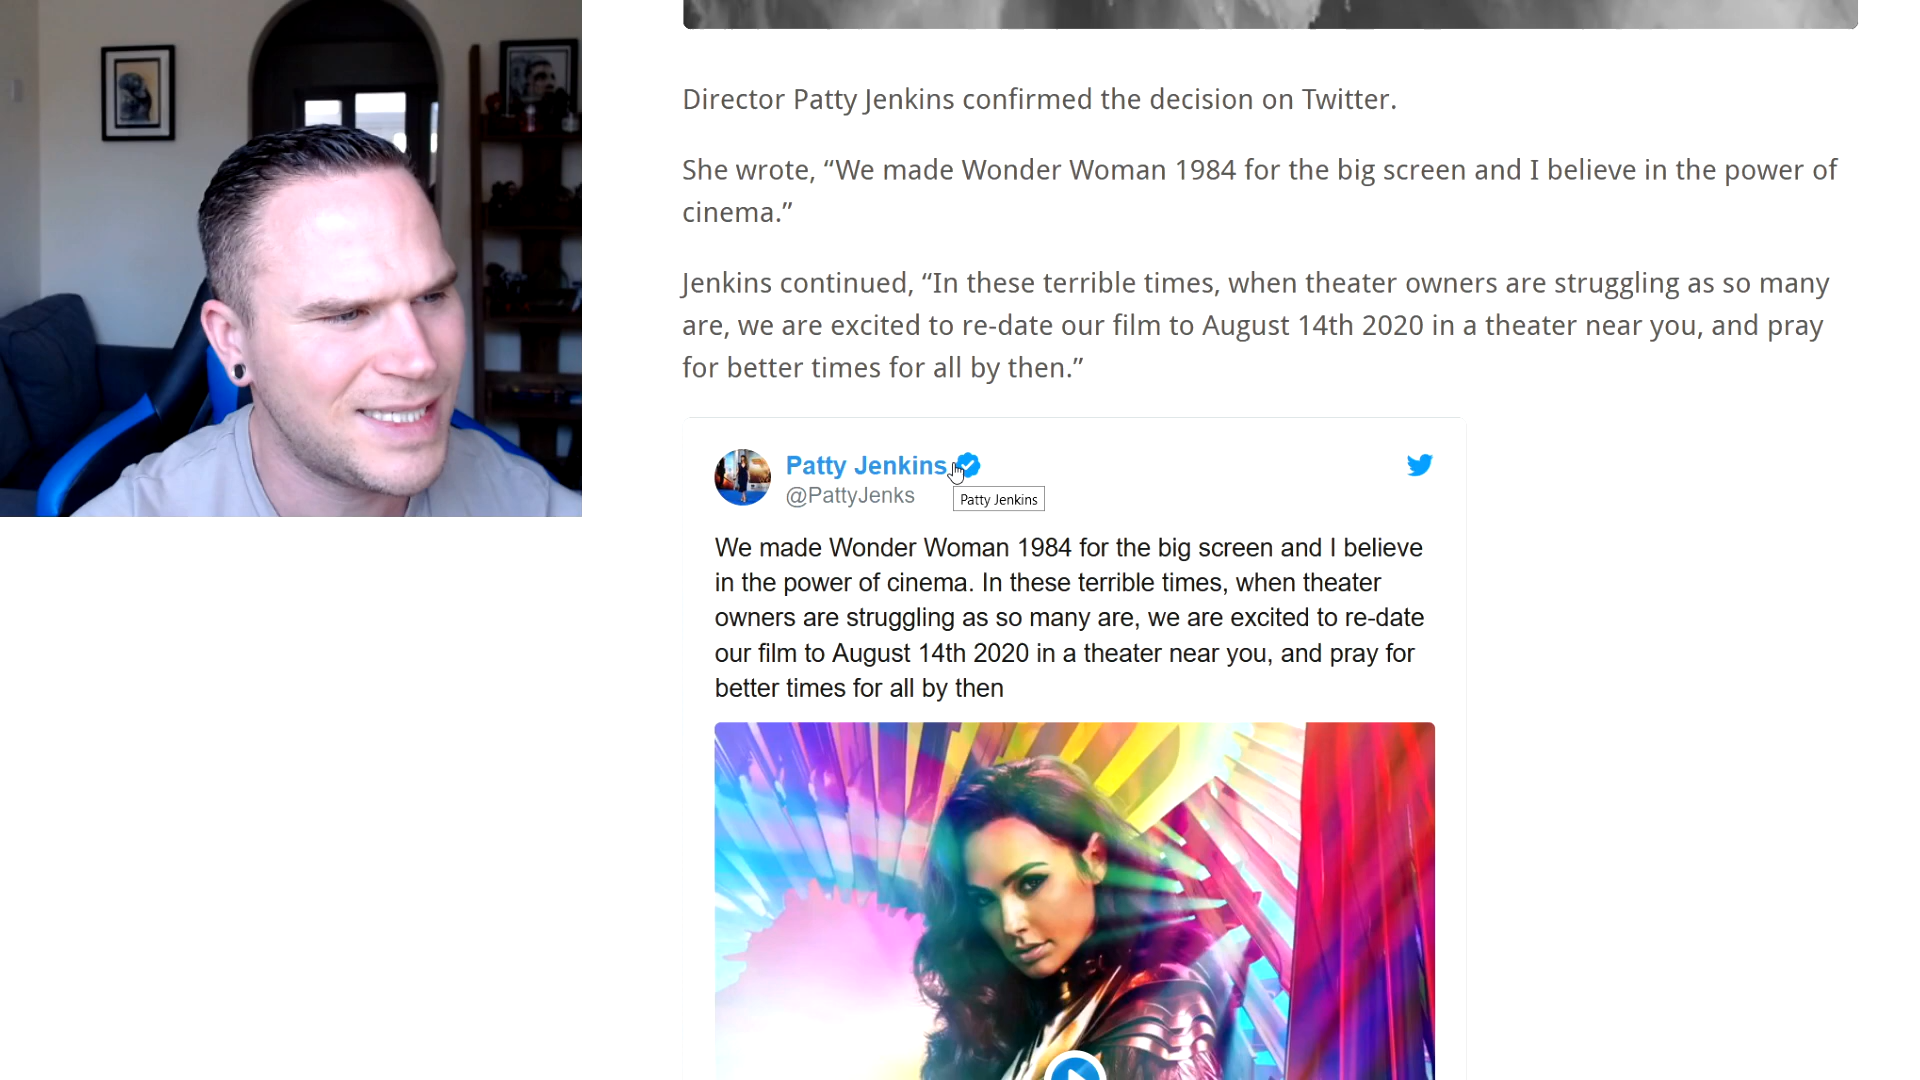 Director Patty Jenkins confirmed the decision on Twitter.
She wrote, “We made Wonder Woman 1984 for the big screen and I believe in the power of
cinema.”
Jenkins continued, “In these terrible times, when theater owners are struggling as so many
are, we are excited to re-date our film to August 14th 2020 in a theater near you, and pray
for better times for all by then.”
Patty Jenkins
@PattyJenks
Patty Jenkins
We made Wonder Woman 1984 for the big screen and I believe
in the power of cinema. In these terrible times, when theater
owners are struggling as so many are, we are excited to re-date
our film to August 14th 2020 in a theater near you, and pray for
better times for all by then